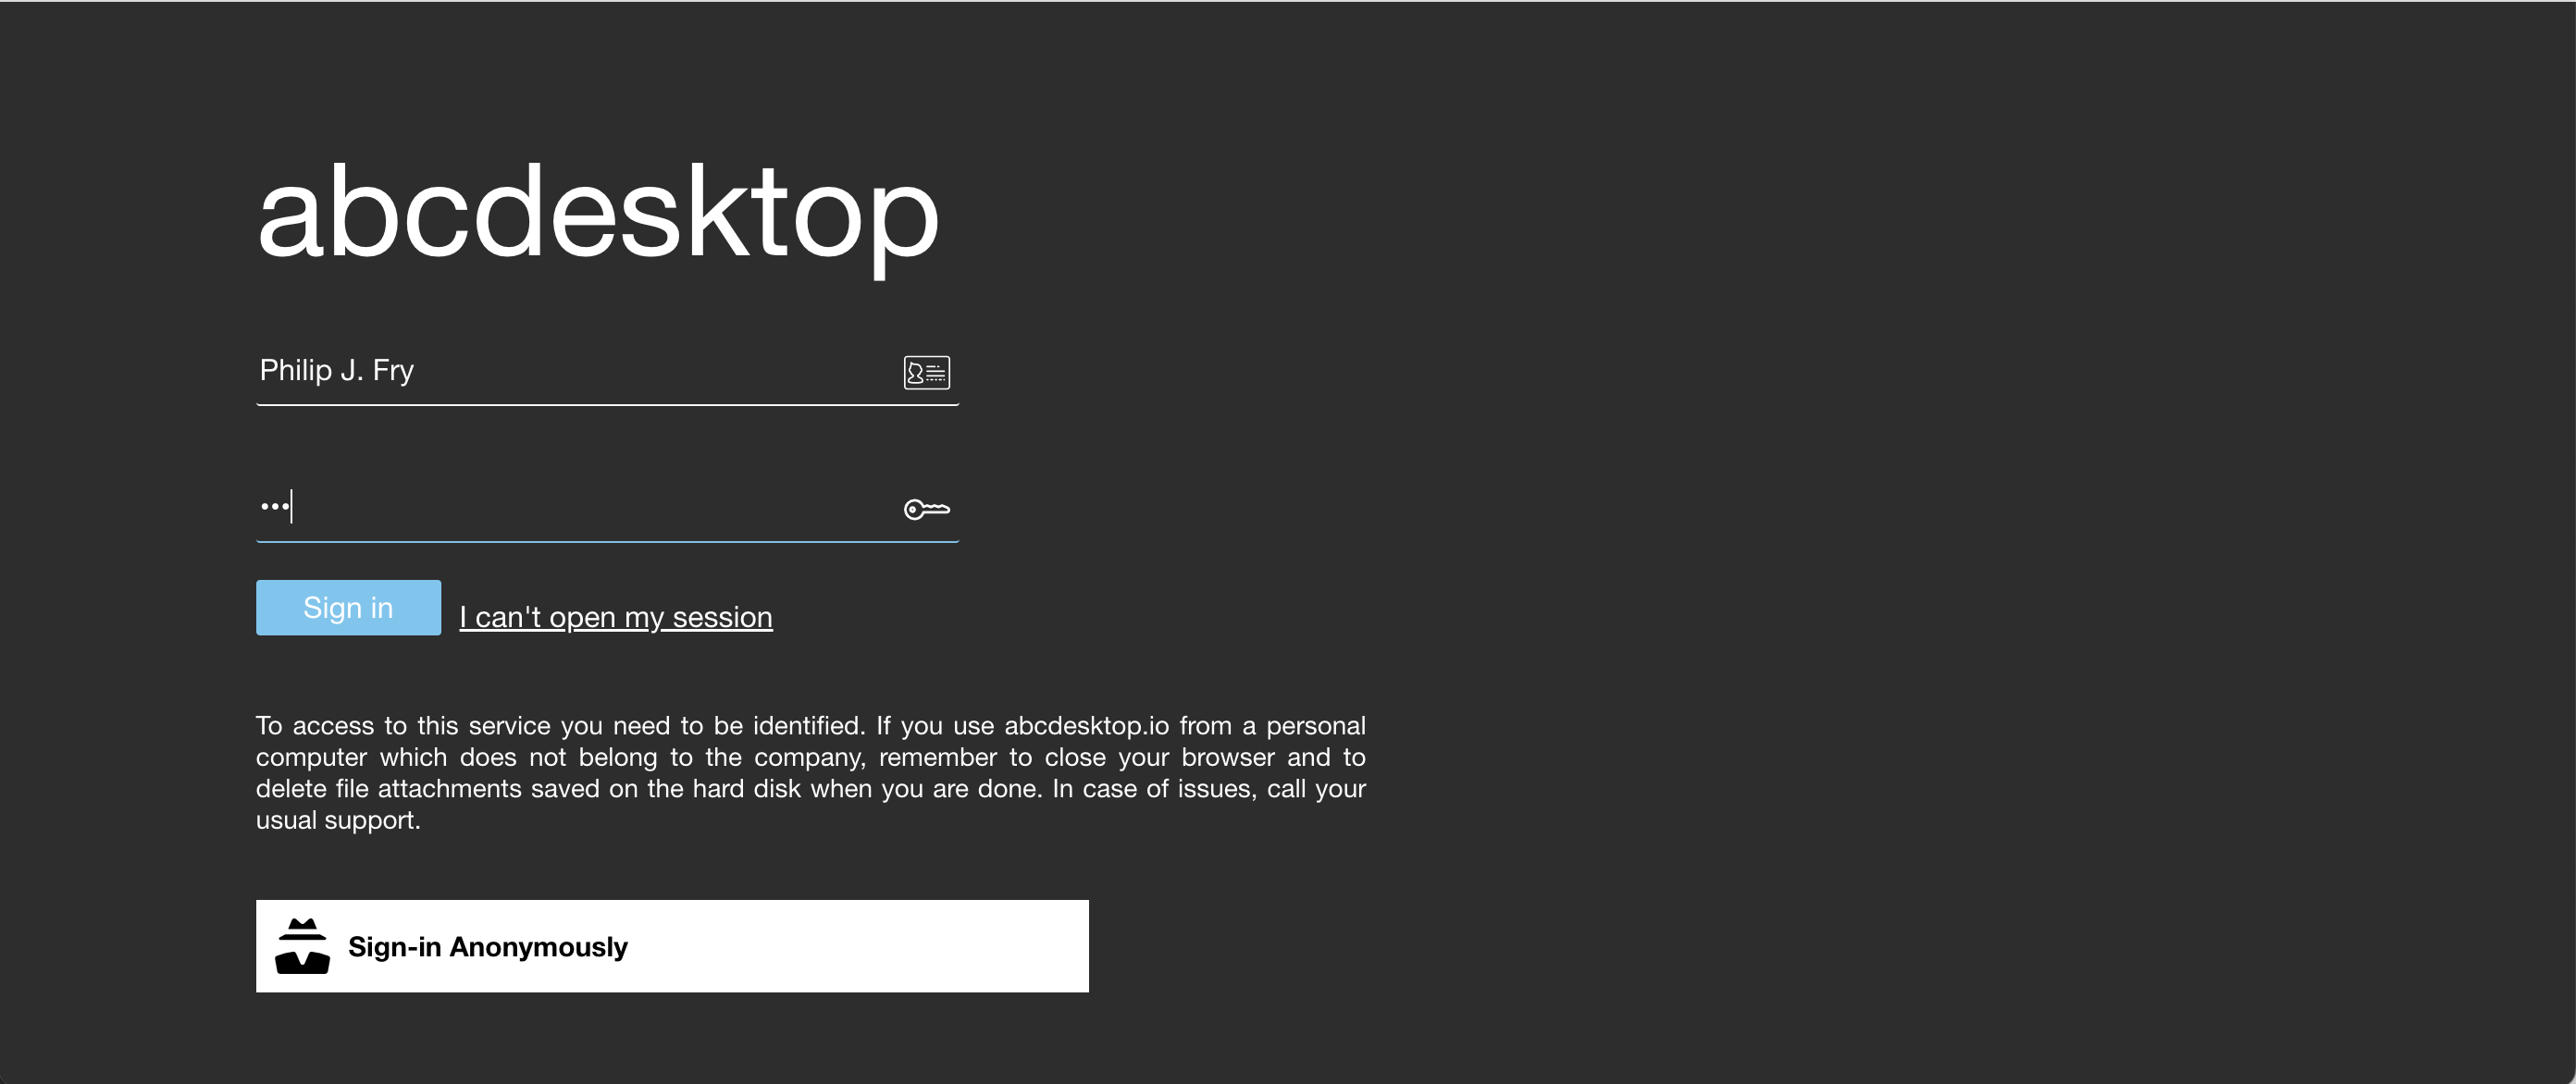 abcdesktop
Philip J. Fry
•••
Sign in
I can't open my session
To access to this service you need to be identified. If you use abcdesktop.io from a personal
computer which does not belong to the company, remember to close your browser and to
delete file attachments saved on the hard disk when you are done. In case of issues, call your
usual support.
Sign-in Anonymously